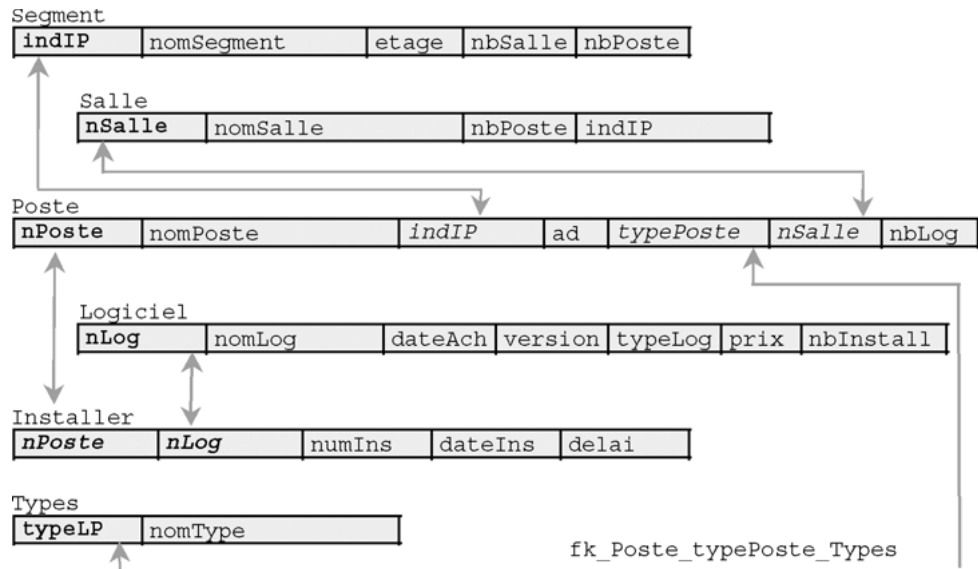 Segment
indIP nomSegment etage nbSalle nbPoste
Salle
nSalle nomSalle nbPoste indIP
Poste
nPoste nomPoste indIP ad typePoste nSalle nbLog
Logiciel
nLog nomLog dateAch version typeLog prix nbInstall
Installer
nPoste nLog numIns dateIns delai
Types
typeLP nomType
fk_Poste_typePoste_Types